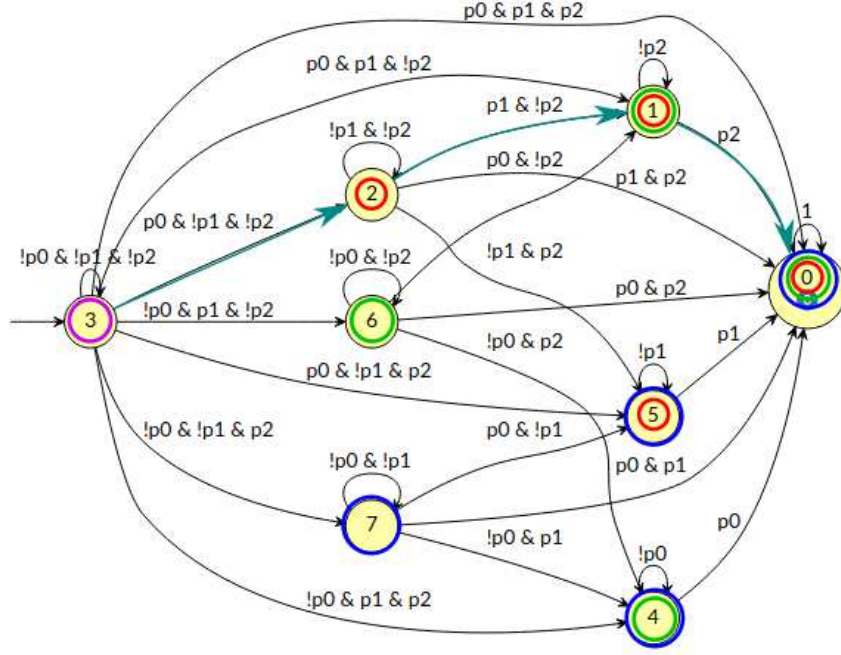 p0 & p1 & p2
p0 & p1 & !p2
!p2
1
p1 & !p2
p2
!p1 & !p2
2
p0 & !p2
p1 & p2
p0 & !p1 & !p2
1
!p0 & !p1 & !p2
!p0 & !p2
!p1 & p2
0
3
!p0 & p1 & !p2
6
p0 & p2
!p0 & p2
p1
p0 & !p1 & p2
!p1
5
!p0 & !p1 & p2
p0 & !p1
!p0 & !p1
p0 & p1
7
!p0 & p1
p0
!p0
!p0 & p1 & p2
4